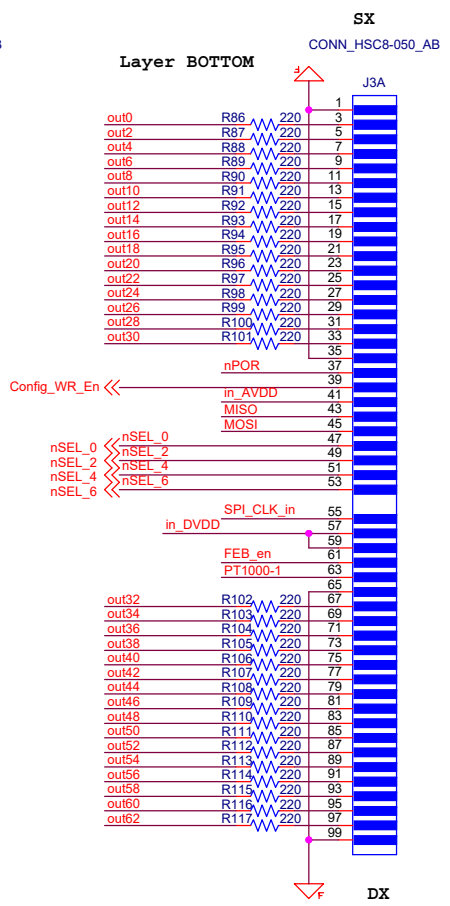 SX
CONN_HSC8-050_AB
Layer BOTTOM
J3A
1
out0 R86 220 3
out2 R87 220 5
out4 R88 220 7
out6 R89 220 9
out8 R90 220 11
out10 R91 220 13
out12 R92 220 15
out14 R93 220 17
out16 R94 220 19
out18 R95 220 21
out20 R96 220 23
out22 R97 220 25
out24 R98 220 27
out26 R99 220 29
out28 R100 220 31
out30 R101 220 33
35
nPOR 37
Config_WR_En 39
in_AVDD 41
MISO 43
MOSI 45
nSEL_0 nSEL_0 47
nSEL_2 nSEL_2 49
nSEL_4 nSEL_4 51
nSEL_6 nSEL_6 53
SPI_CLK_in 55
in_DVDD 57
59
FEB_en 61
PT1000-1 63
65
out32 R102 220 67
out34 R103 220 69
out36 R104 220 71
out38 R105 220 73
out40 R106 220 75
out42 R107 220 77
out44 R108 220 79
out46 R109 220 81
out48 R110 220 83
out50 R111 220 85
out52 R112 220 87
out54 R113 220 89
out56 R114 220 91
out58 R115 220 93
out60 R116 220 95
out62 R117 220 97
99
DX